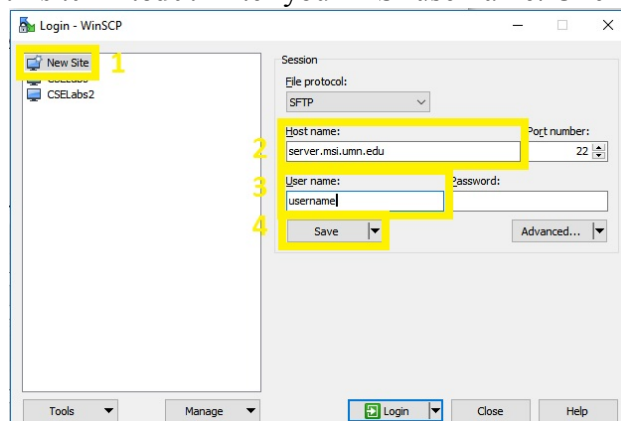 Login - WinSCP
New Site 1
CSELabs2
Session
File protocol:
SFTP
Host name: Port number:
2 server.msi.umn.edu 22
3 User name: Password:
username
4 Save Advanced...
Tools Manage Login Close Help